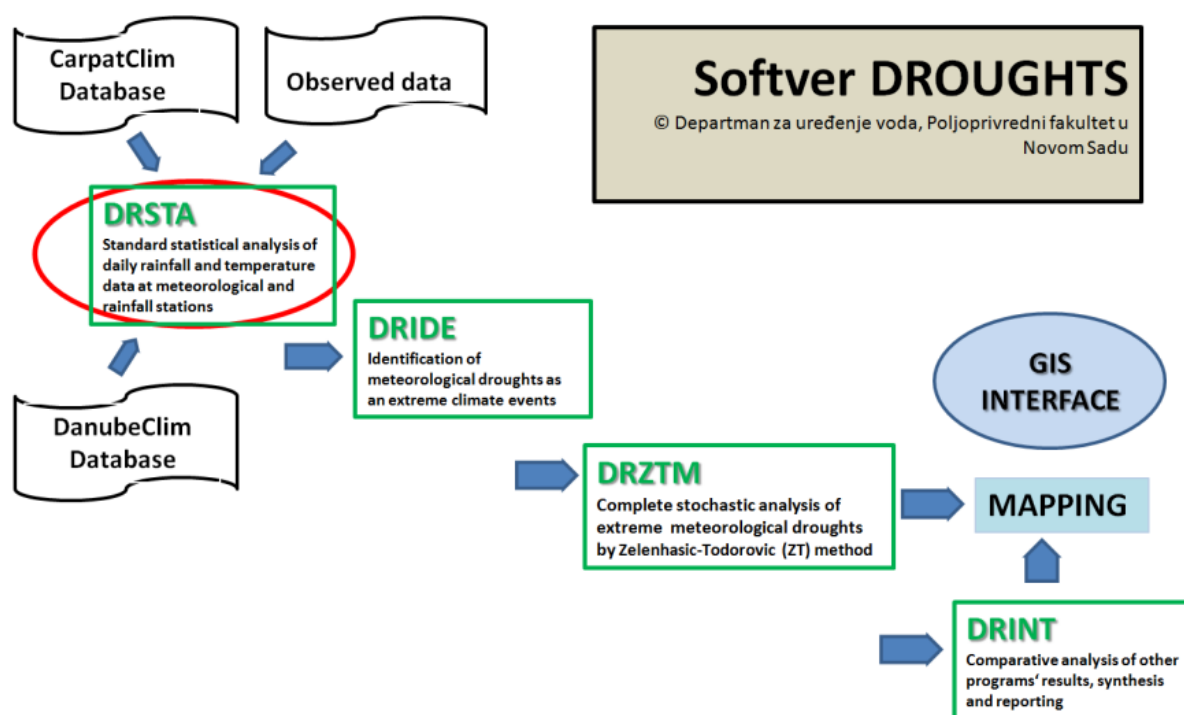 CarpatClim
Database
Observed data
Softver DROUGHTS
© Departman za uređenje voda, Poljoprivredni fakultet u
Novom Sadu
DRSTA
Standard statistical analysis of
daily rainfall and temperature
data at meteorological and
rainfall stations
DRIDE
Identification of
meteorological droughts as
an extreme climate events
GIS
INTERFACE
DanubeClim
Database
DRZTM
Complete stochastic analysis of
extreme meteorological droughts
by Zelenhasic-Todorovic (ZT) method
MAPPING
DRINT
Comparative analysis of other
programs‘ results, synthesis
and reporting